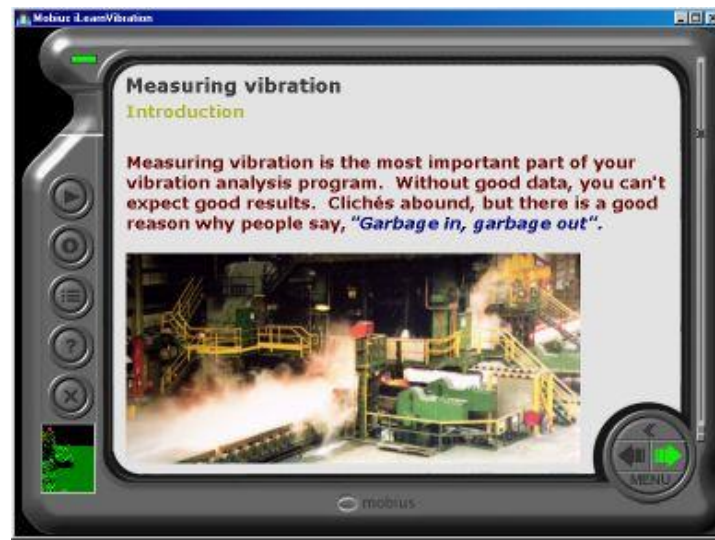 Mobius iLearnVibration
Measuring vibration
Introduction
Measuring vibration is the most important part of your
vibration analysis program.  Without good data, you can't
expect good results.  Clichés abound, but there is a good
reason why people say, "Garbage in, garbage out".
MENU
mobius